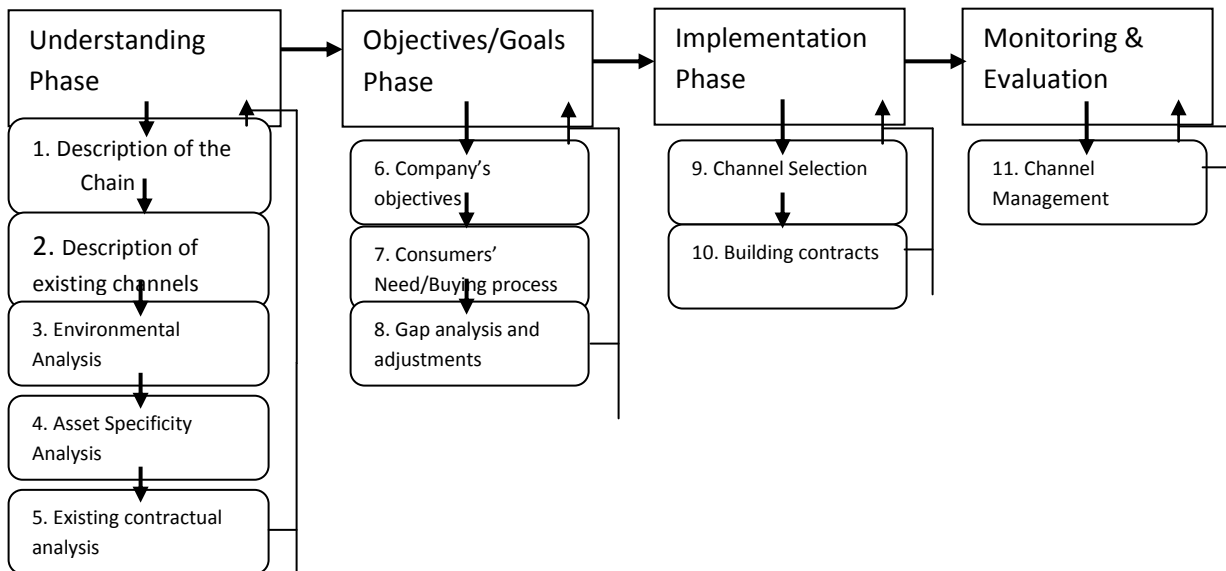 Understanding
Phase
1. Description of the
Chain
2. Description of
existing channels
3. Environmental
Analysis
4. Asset Specificity
Analysis
5. Existing contractual
analysis
Objectives/Goals
Phase
6. Company’s
objectives
7. Consumers’
Need/Buying process
8. Gap analysis and
adjustments
Implementation
Phase
9. Channel Selection
10. Building contracts
Monitoring &
Evaluation
11. Channel
Management